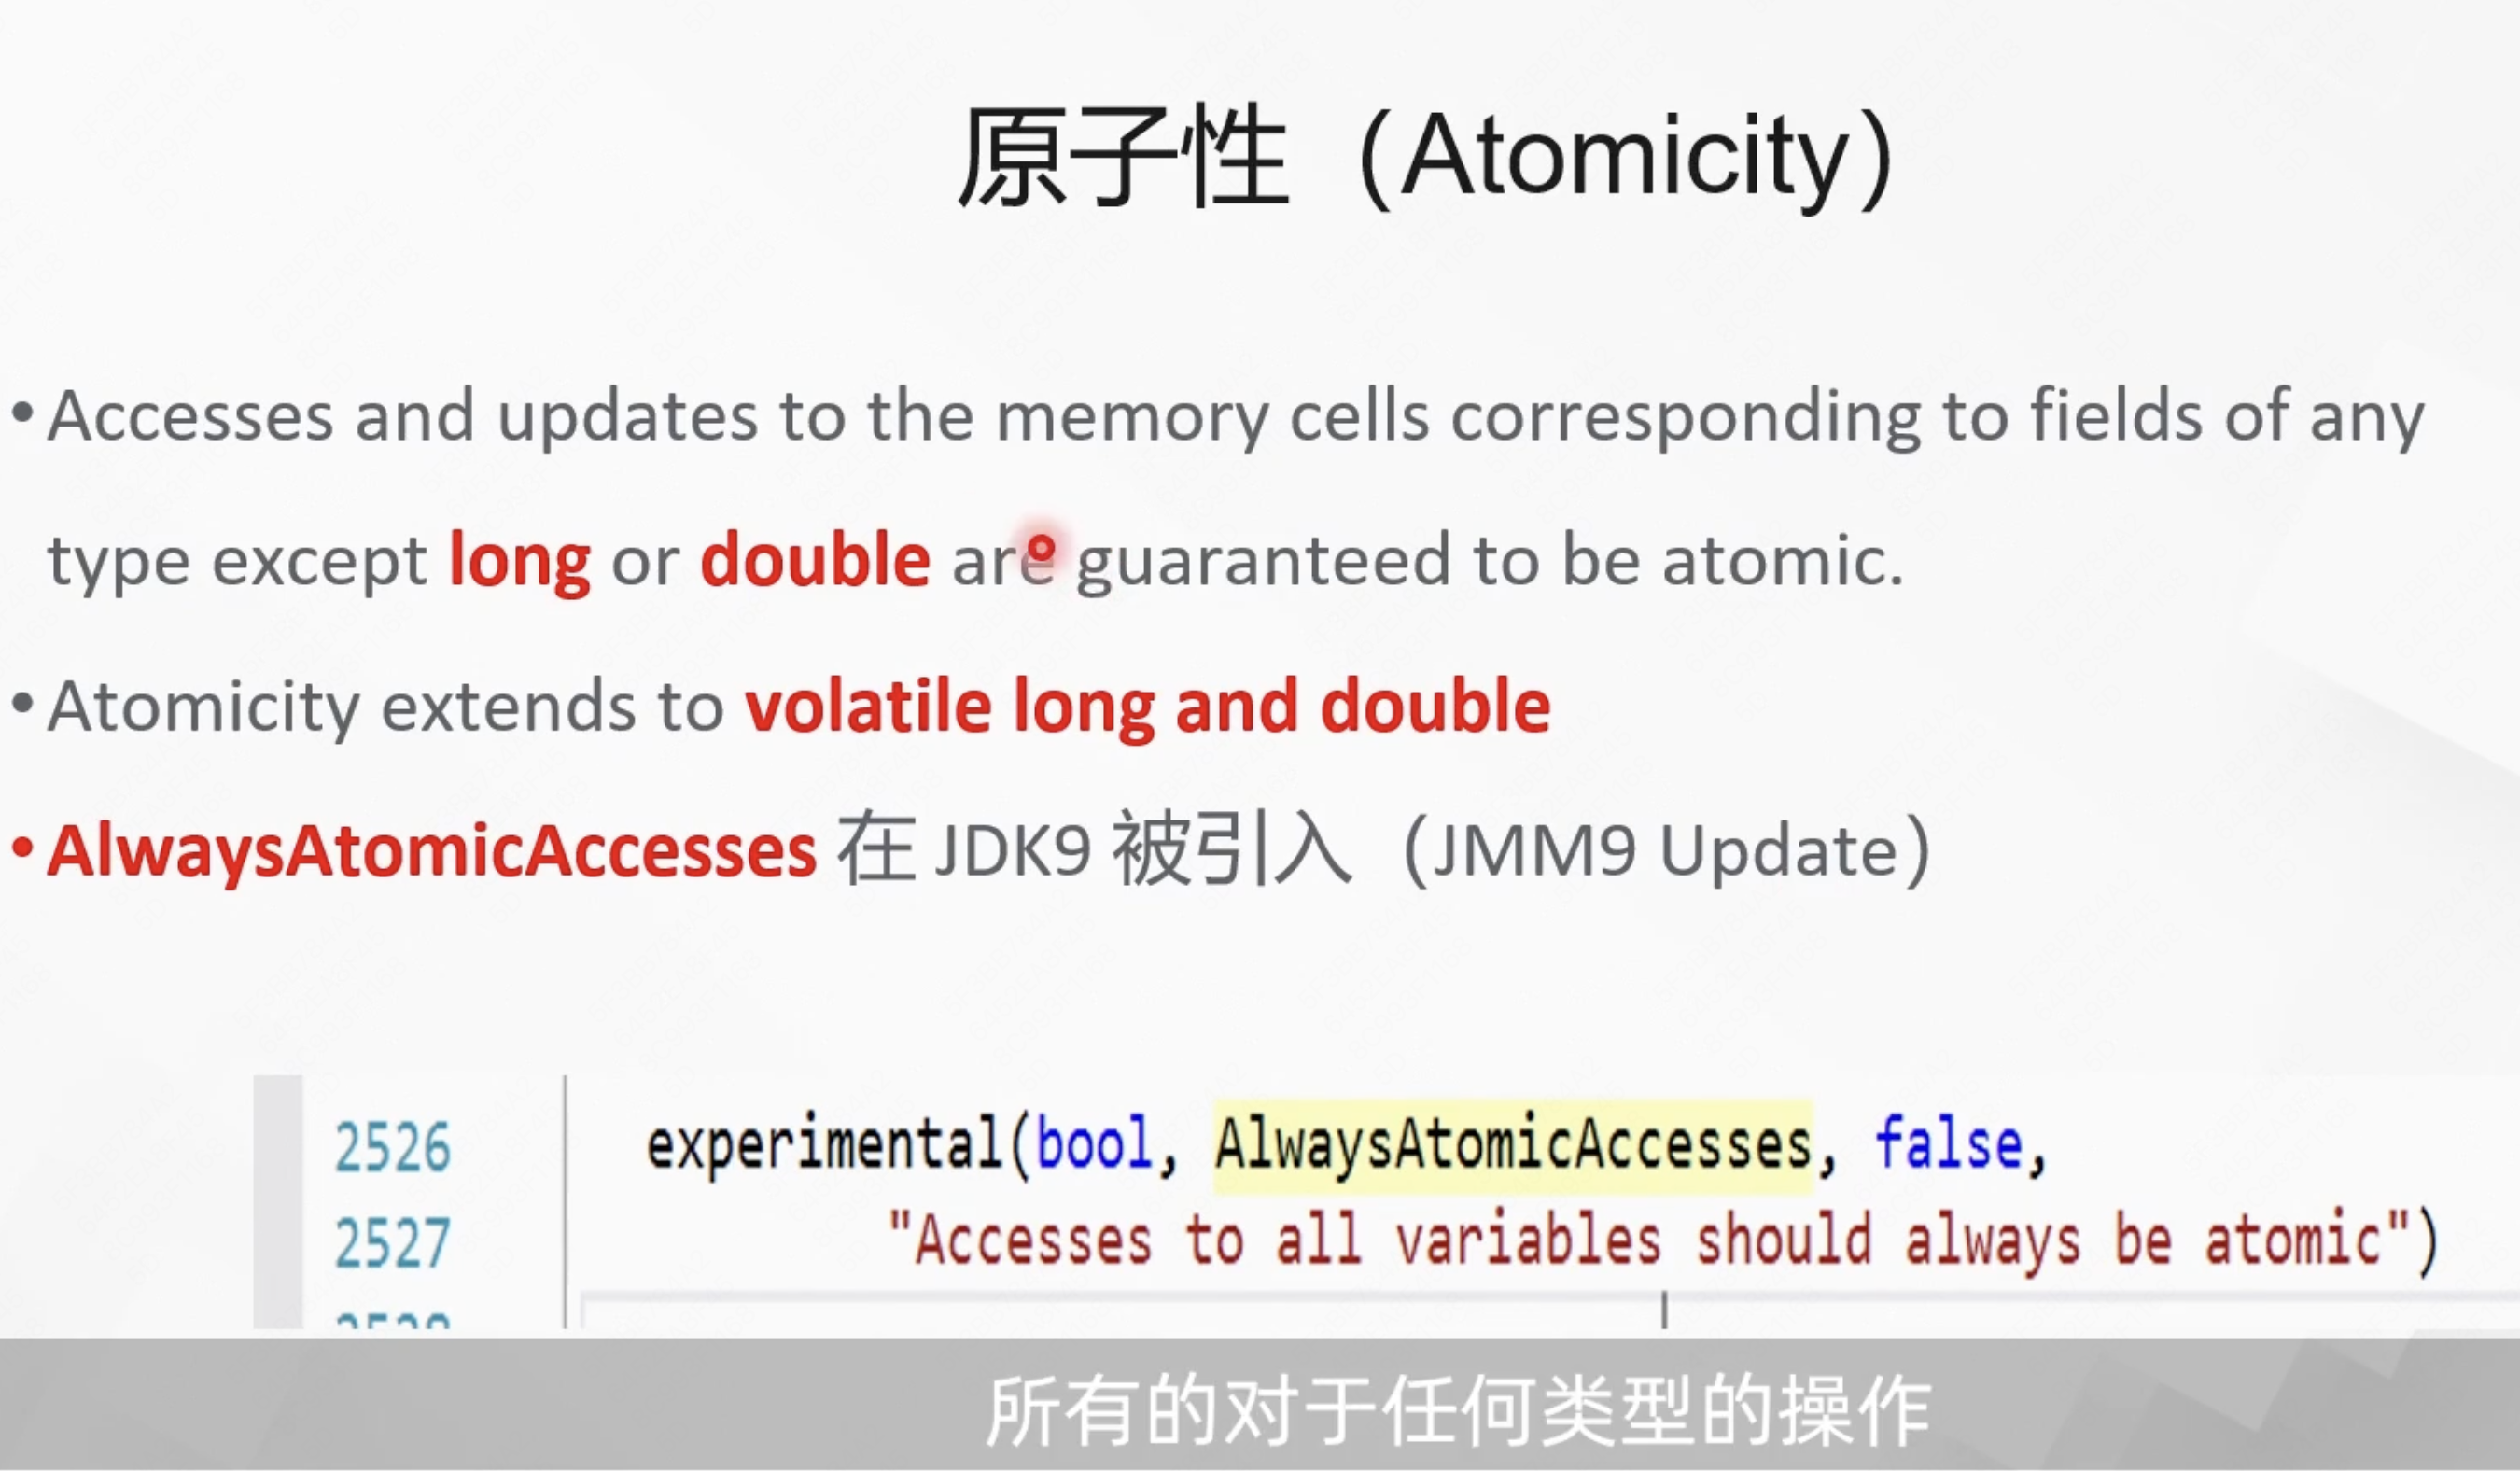 原子性（Atomicity）
•Accesses and updates to the memory cells corresponding to fields of any
type except long or double are guaranteed to be atomic.
•Atomicity extends to volatile long and double
•AlwaysAtomicAccesses 在 JDK9 被引入（JMM9 Update）
2526 experimental(bool, AlwaysAtomicAccesses, false,
2527 "Accesses to all variables should always be atomic")
所有的对于任何类型的操作